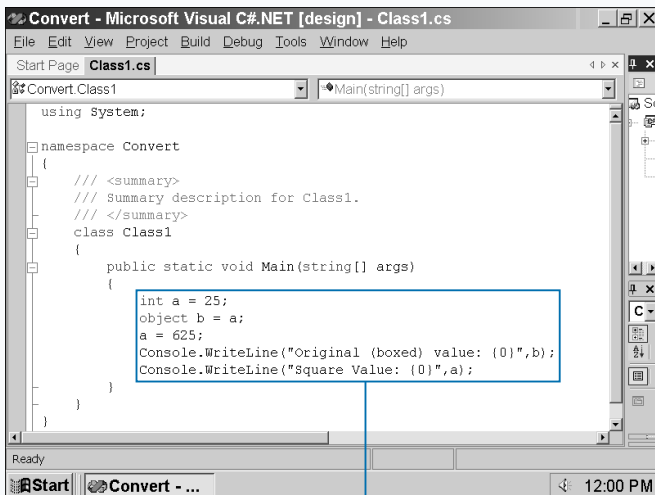 Convert - Microsoft Visual C#.NET [design] - Class1.cs
File Edit View Project Build Debug Tools Window Help
Start Page Class1.cs
Convert.Class1 Main(string[] args)
using System;
namespace Convert
{
/// <summary>
/// Summary description for Class1.
/// </summary>
class Class1
{
public static void Main(string[] args)
{
int a = 25;
object b = a;
a = 625;
Console.WriteLine("Original (boxed) value: {0}",b);
Console.WriteLine("Square Value: {0}",a);
}
}
}
Ready
Start Convert - ... 12:00 PM